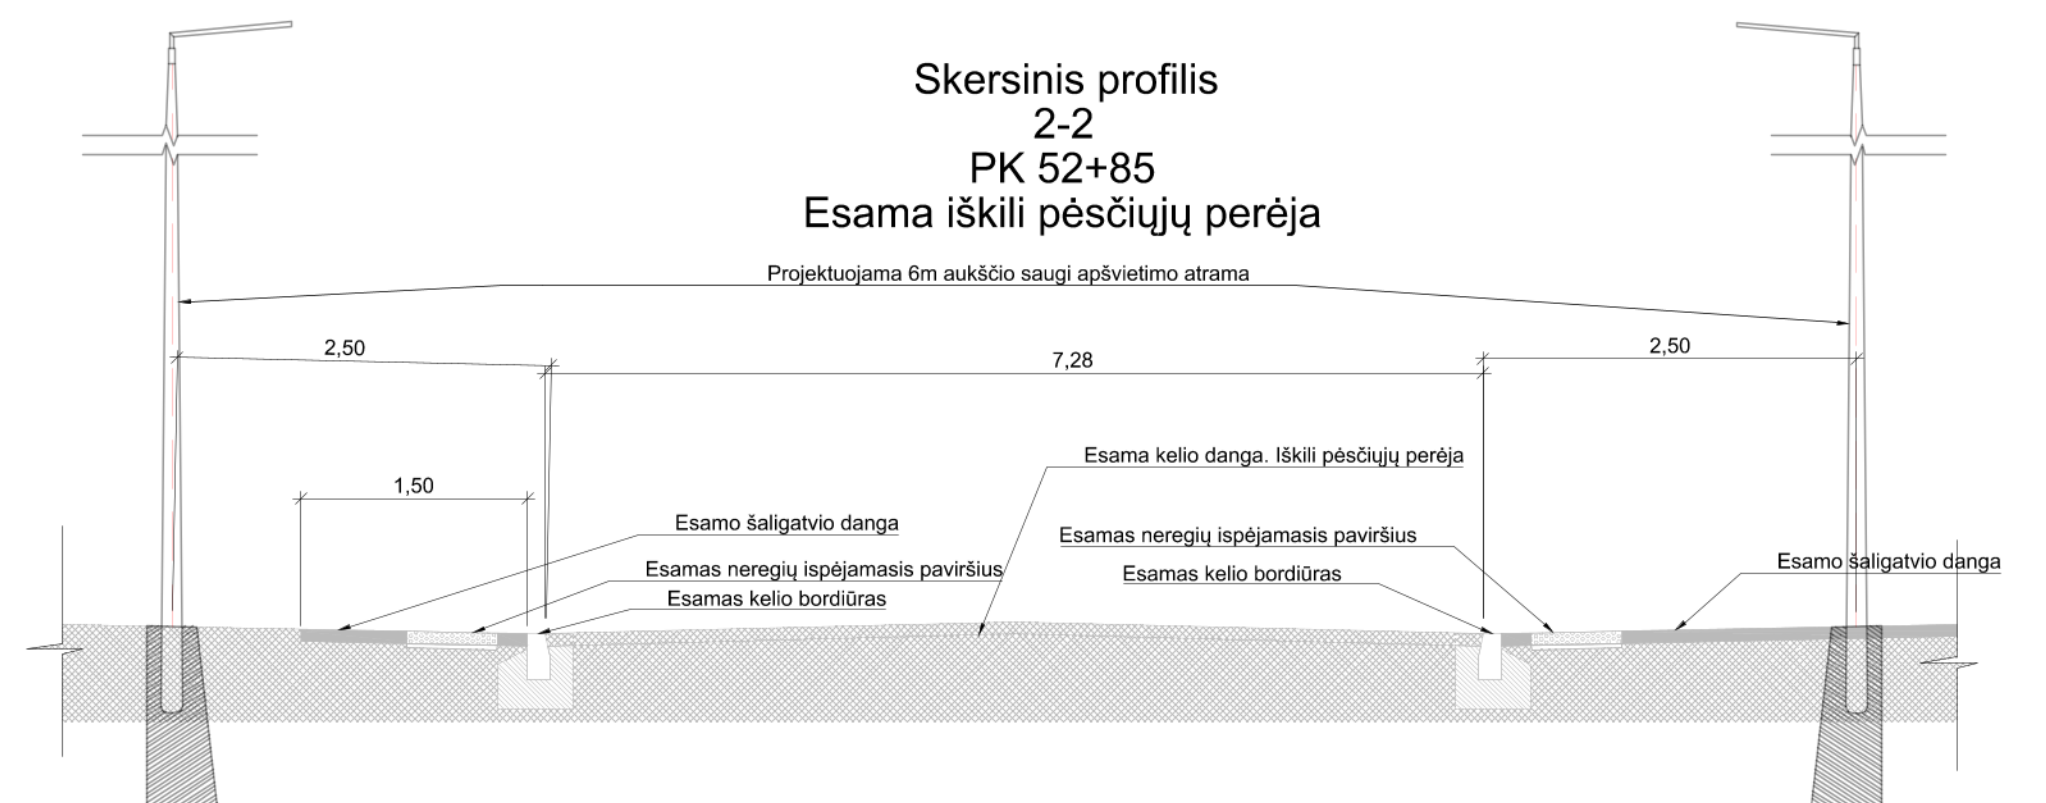 Skersinis profilis
2-2
PK 52+85
Esama iškili pėsčiųjų perėja
Projektuojama 6m aukščio saugi apšvietimo atrama
2,50
7,28
2,50
1,50
Esama kelio danga. Iškili pėsčiųjų perėja
Esamo šaligatvio danga
Esamas neregių ispėjamasis paviršius
Esamas kelio bordiūras
Esamas neregių ispėjamasis paviršius
Esamas kelio bordiūras
Esamo šaligatvio danga